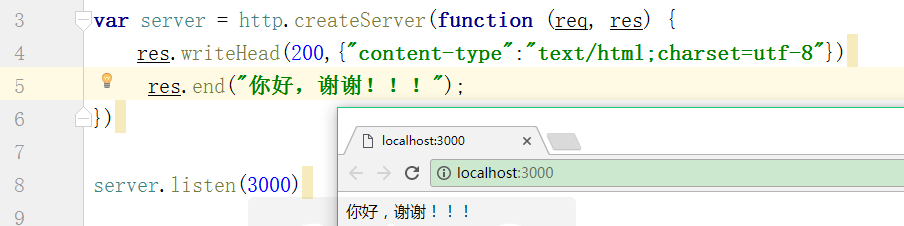 3 var server = http.createServer(function (req, res) {
4 res.writeHead(200,{"content-type":"text/html;charset=utf-8"})
5 res.end("你好，谢谢！！！");
6 })
7
8 server.listen(3000)
9
localhost:3000
localhost:3000
你好，谢谢！！！